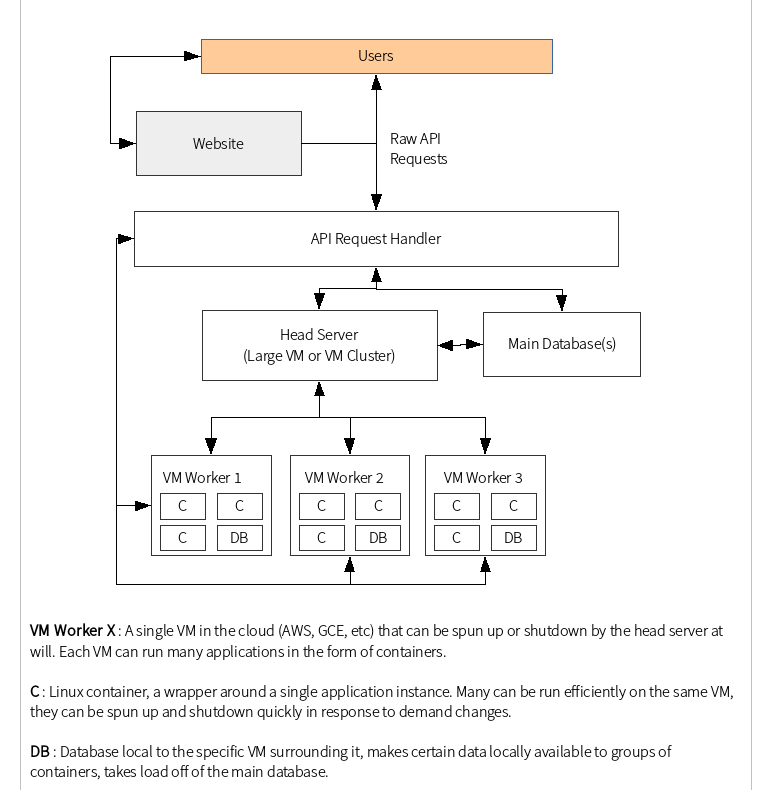 Users
Website
Raw API
Requests
API Request Handler
Head Server
(Large VM or VM Cluster)
Main Database(s)
VM Worker 1
C C
C DB
VM Worker 2
C C
C DB
VM Worker 3
C C
C DB
VM Worker X : A single VM in the cloud (AWS, GCE, etc) that can be spun up or shutdown by the head server at
will. Each VM can run many applications in the form of containers.
C : Linux container, a wrapper around a single application instance. Many can be run efficiently on the same VM,
they can be spun up and shutdown quickly in response to demand changes.
DB : Database local to the specific VM surrounding it, makes certain data locally available to groups of
containers, takes load off of the main database.